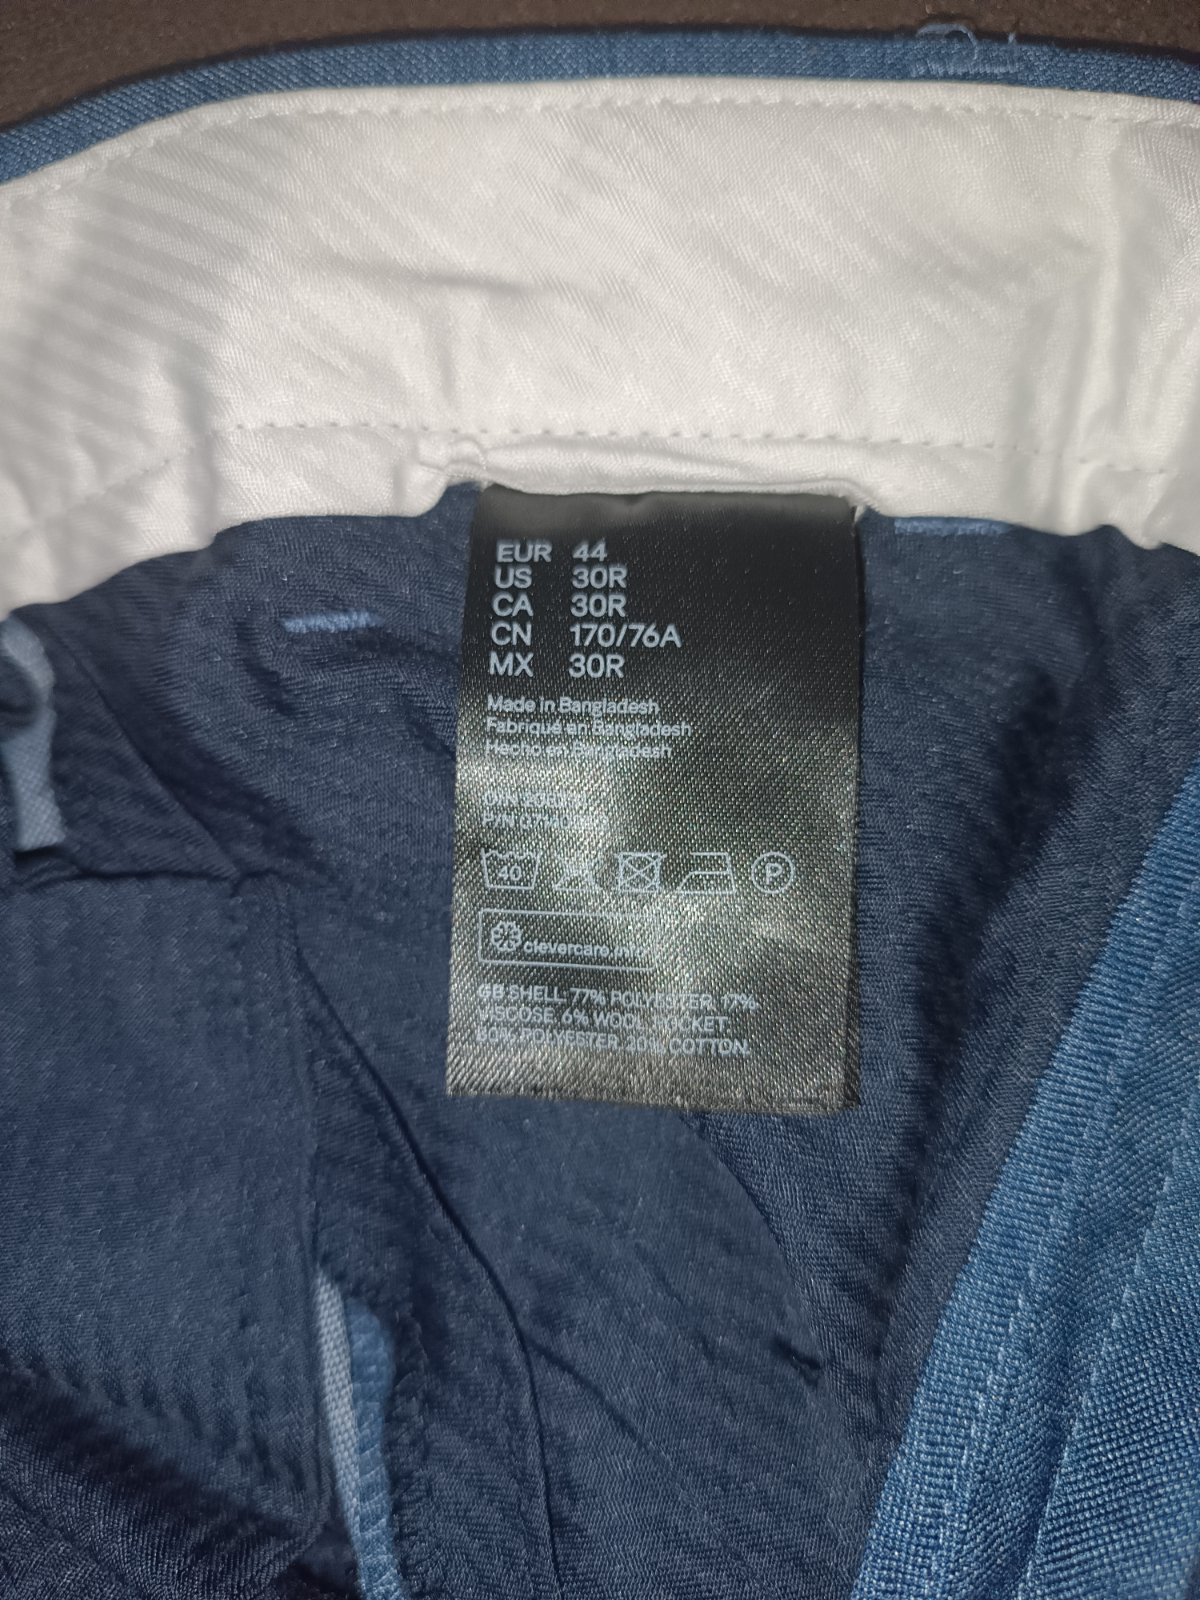 EUR 44
US 30R
CA 30R
CN 170/76A
MX 30R
Made in Bangladesh
Fabriqué en Bangladesh
Hecho en Bangladesh
40
P
clevercare.info
GB SHELL 77% POLYESTER. 17%
VISCOSE. 6% WOOL. POCKET.
POLYESTER. 20% COTTON.